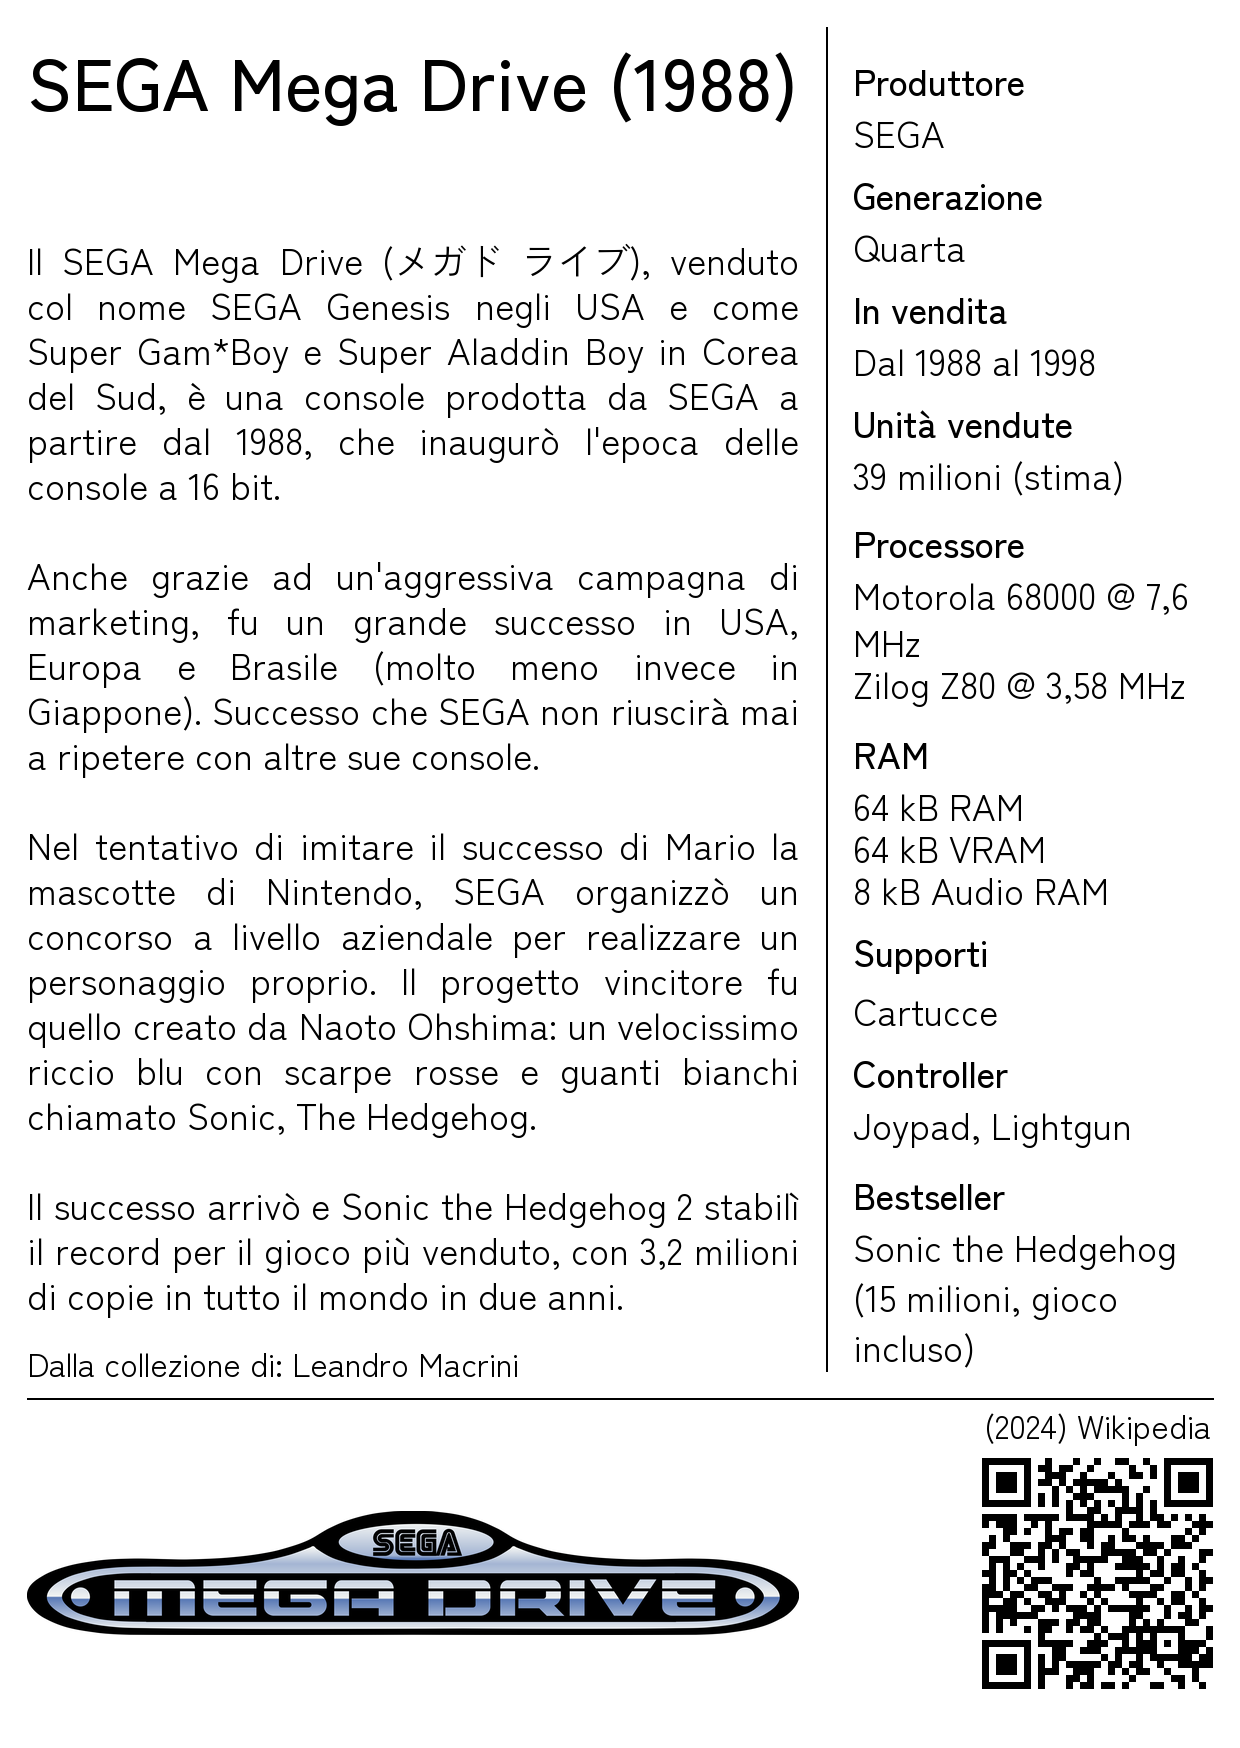 SEGA Mega Drive (1988)
Il SEGA Mega Drive (メガド ライブ), venduto
col nome SEGA Genesis negli USA e come
Super Gam*Boy e Super Aladdin Boy in Corea
del Sud, è una console prodotta da SEGA a
partire dal 1988, che inaugurò l'epoca delle
console a 16 bit.
Anche grazie ad un'aggressiva campagna di
marketing, fu un grande successo in USA,
Europa e Brasile (molto meno invece in
Giappone). Successo che SEGA non riuscirà mai
a ripetere con altre sue console.
Nel tentativo di imitare il successo di Mario la
mascotte di Nintendo, SEGA organizzò un
concorso a livello aziendale per realizzare un
personaggio proprio. Il progetto vincitore fu
quello creato da Naoto Ohshima: un velocissimo
riccio blu con scarpe rosse e guanti bianchi
chiamato Sonic, The Hedgehog.
Il successo arrivò e Sonic the Hedgehog 2 stabilì
il record per il gioco più venduto, con 3,2 milioni
di copie in tutto il mondo in due anni.
Dalla collezione di: Leandro Macrini
Produttore
SEGA
Generazione
Quarta
In vendita
Dal 1988 al 1998
Unità vendute
39 milioni (stima)
Processore
Motorola 68000 @ 7,6
MHz
Zilog Z80 @ 3,58 MHz
RAM
64 kB RAM
64 kB VRAM
8 kB Audio RAM
Supporti
Cartucce
Controller
Joypad, Lightgun
Bestseller
Sonic the Hedgehog
(15 milioni, gioco
incluso)
(2024) Wikipedia
SEGA
MEGA DRIVE